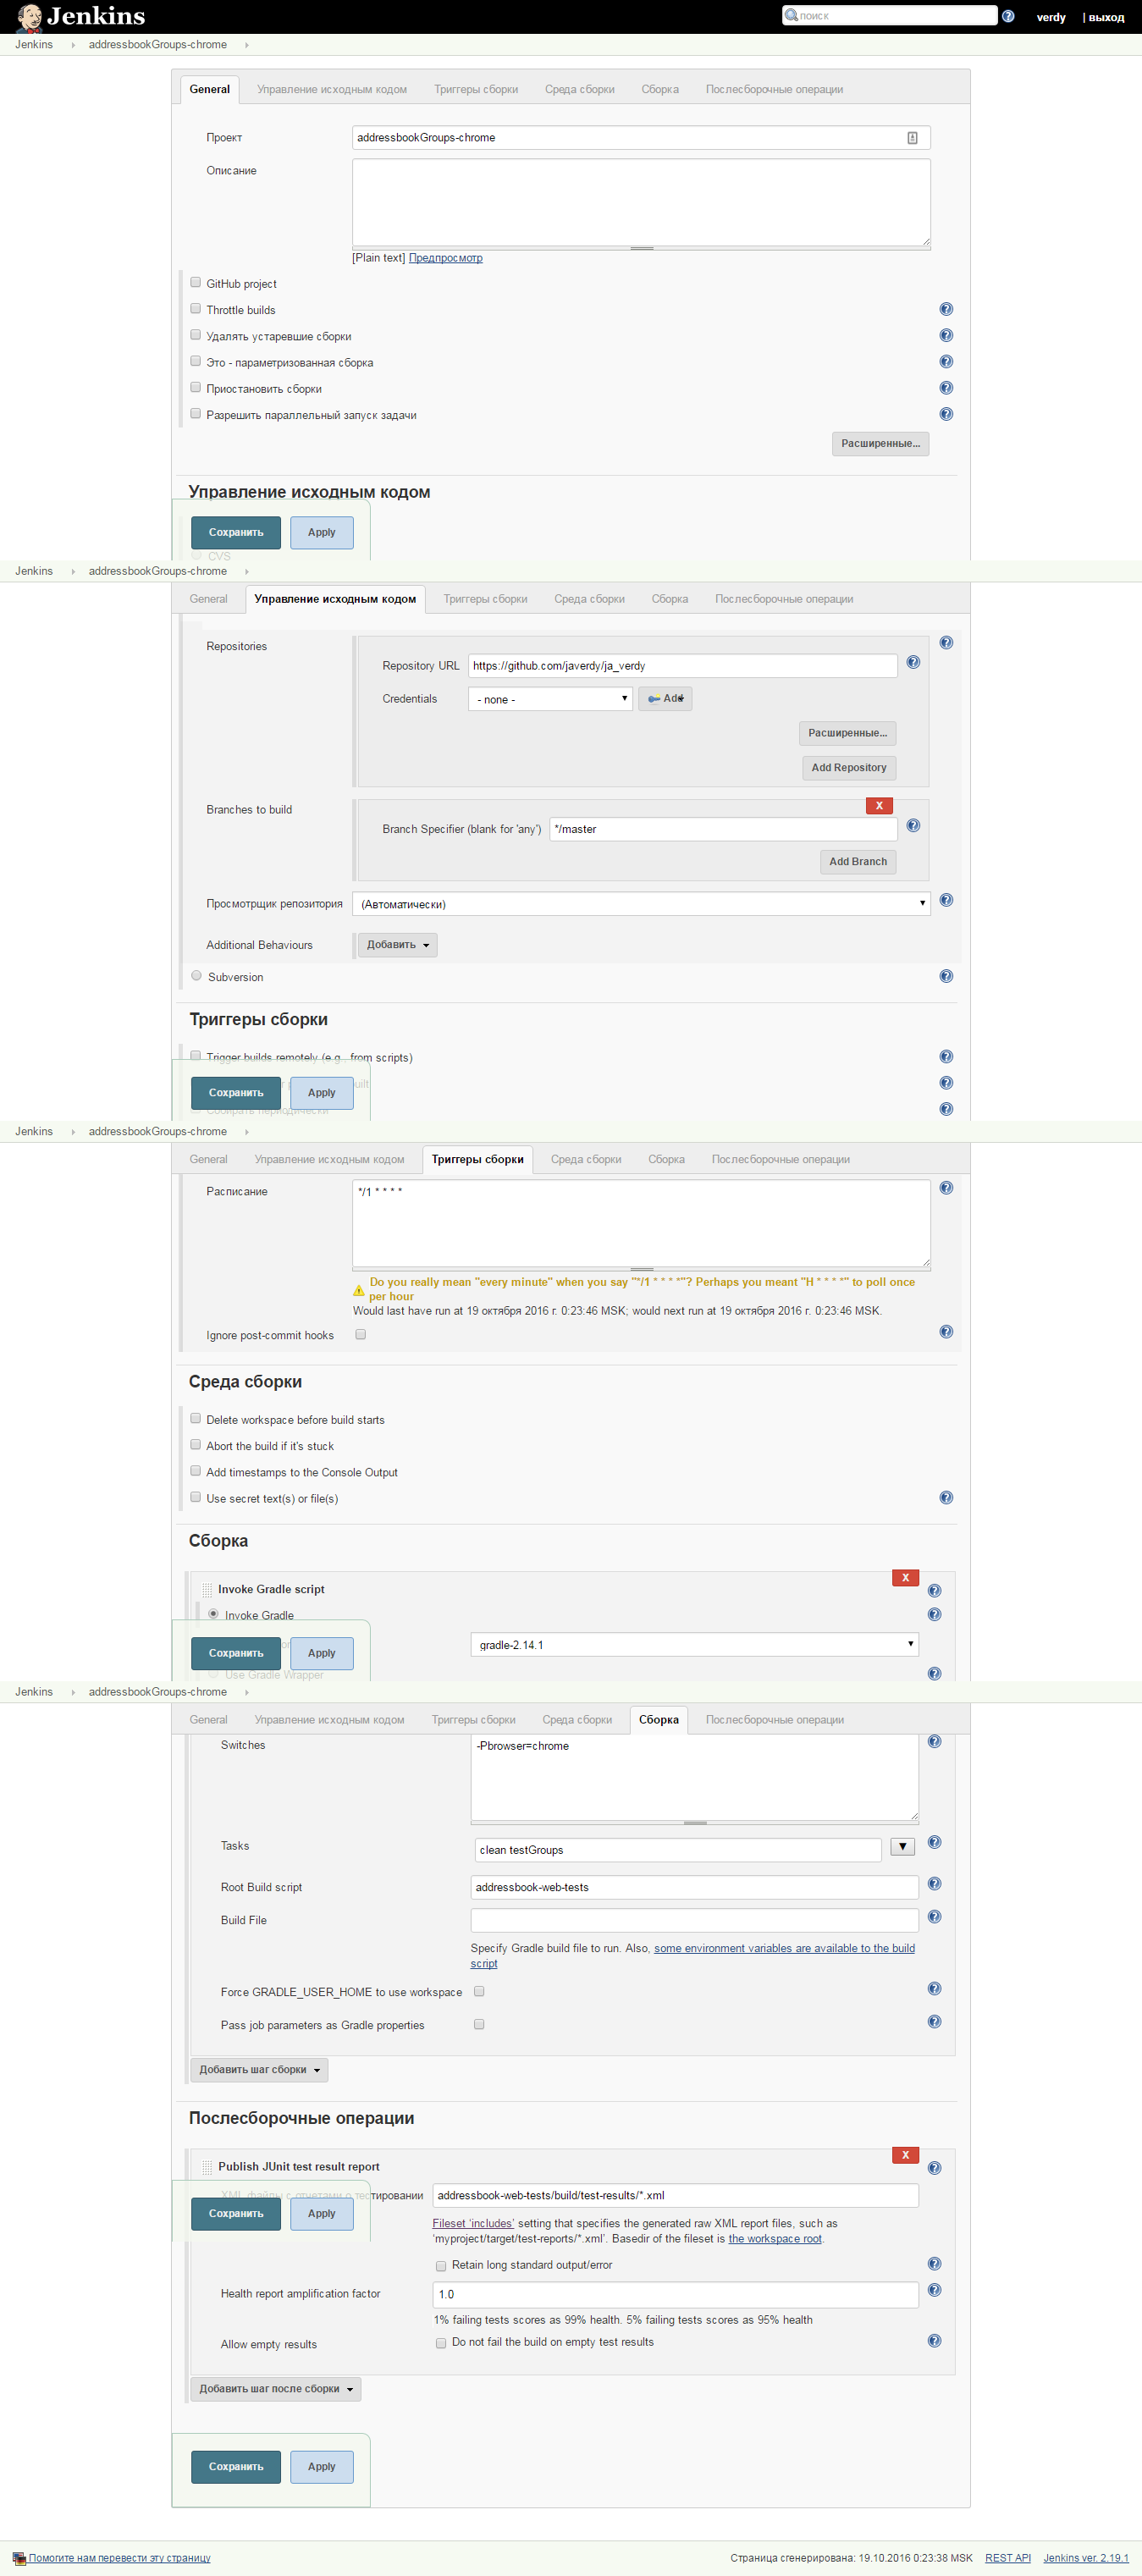 Jenkins
поиск
verdy | выход
Jenkins addressbookGroups-chrome
General Управление исходным кодом Триггеры сборки Среда сборки Сборка Послесборочные операции
Проект addressbookGroups-chrome
Описание
[Plain text] Предпросмотр
GitHub project
Throttle builds
Удалять устаревшие сборки
Это - параметризованная сборка
Приостановить сборки
Разрешить параллельный запуск задачи
Расширенные...
Управление исходным кодом
Сохранить Apply
CVS
Jenkins addressbookGroups-chrome
General Управление исходным кодом Триггеры сборки Среда сборки Сборка Послесборочные операции
Repositories
Repository URL https://github.com/javerdy/ja_verdy
Credentials - none - Add
Расширенные...
Add Repository
Branches to build
X
Branch Specifier (blank for 'any') */master
Add Branch
Просмотрщик репозитория (Автоматически)
Additional Behaviours Добавить
Subversion
Триггеры сборки
Trigger builds remotely (e.g., from scripts)
Сохранить Apply
Собирать периодически
Jenkins addressbookGroups-chrome
General Управление исходным кодом Триггеры сборки Среда сборки Сборка Послесборочные операции
Расписание */1 * * * *
Do you really mean "every minute" when you say "*/1 * * * *"? Perhaps you meant "H * * * *" to poll once
per hour
Would last have run at 19 октября 2016 г. 0:23:46 MSK; would next run at 19 октября 2016 г. 0:23:46 MSK.
Ignore post-commit hooks
Среда сборки
Delete workspace before build starts
Abort the build if it's stuck
Add timestamps to the Console Output
Use secret text(s) or file(s)
Сборка
X
Invoke Gradle script
Invoke Gradle
gradle-2.14.1
Сохранить Apply
Use Gradle Wrapper
Jenkins addressbookGroups-chrome
General Управление исходным кодом Триггеры сборки Среда сборки Сборка Послесборочные операции
Switches -Pbrowser=chrome
Tasks clean testGroups
Root Build script addressbook-web-tests
Build File
Specify Gradle build file to run. Also, some environment variables are available to the build
script
Force GRADLE_USER_HOME to use workspace
Pass job parameters as Gradle properties
Добавить шаг сборки
Послесборочные операции
X
Publish JUnit test result report
XML файлы с отчетами о тестировании addressbook-web-tests/build/test-results/*.xml
Сохранить Apply
Fileset 'includes' setting that specifies the generated raw XML report files, such as
'myproject/target/test-reports/*.xml'. Basedir of the fileset is the workspace root.
Retain long standard output/error
Health report amplification factor 1.0
1% failing tests scores as 99% health. 5% failing tests scores as 95% health
Allow empty results Do not fail the build on empty test results
Добавить шаг после сборки
Сохранить Apply
Помогите нам перевести эту страницу
Страница сгенерирована: 19.10.2016 0:23:38 MSK REST API Jenkins ver. 2.19.1